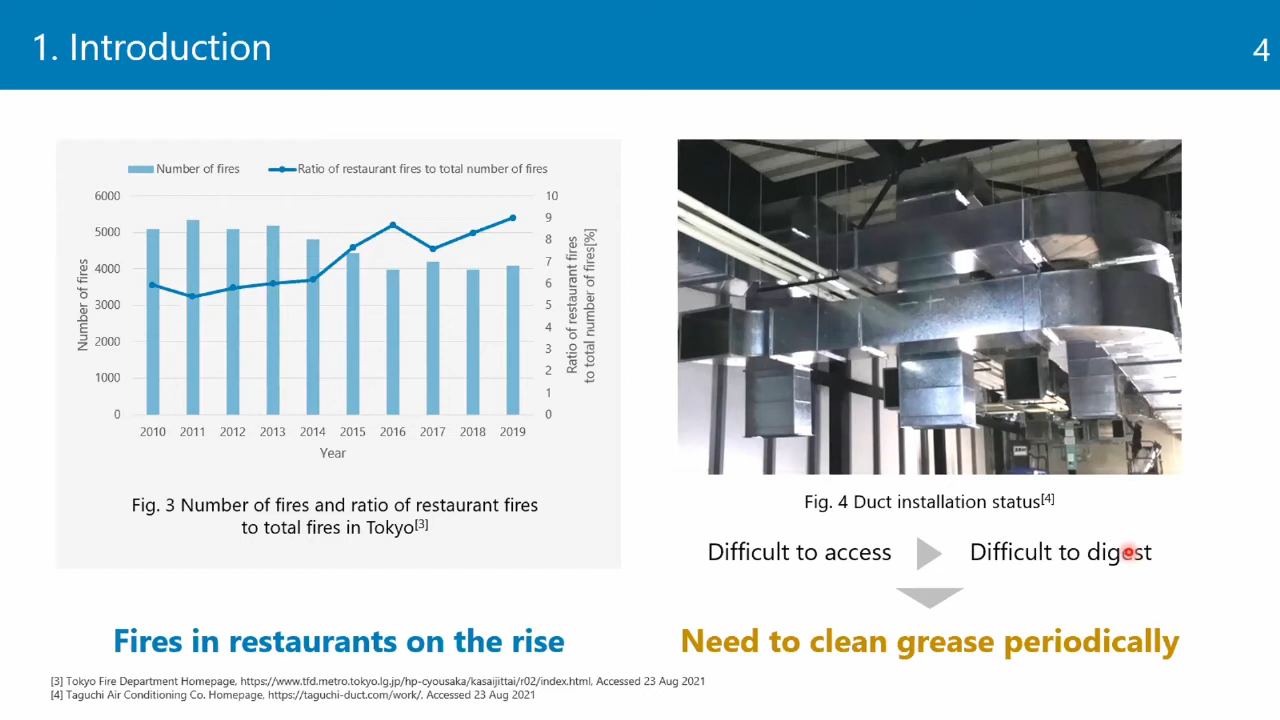 1. Introduction
4
Number of fires
Ratio of restaurant fires to total number of fires
6000
5000
4000
3000
2000
1000
0
Number of fires
10
9
8
7
6
5
4
3
2
1
0
Ratio of restaurant fires
to total number of fires[%]
2010 2011 2012 2013 2014 2015 2016 2017 2018 2019
Year
Fig. 3 Number of fires and ratio of restaurant fires
to total fires in Tokyo[3]
Fires in restaurants on the rise
Fig. 4 Duct installation status[4]
Difficult to access
Difficult to digest
Need to clean grease periodically
[3] Tokyo Fire Department Homepage, https://www.tfd.metro.tokyo.lg.jp/hp-cyousaka/kasaijittai/r02/index.html, Accessed 23 Aug 2021
[4] Taguchi Air Conditioning Co. Homepage, https://taguchi-duct.com/work/, Accessed 23 Aug 2021